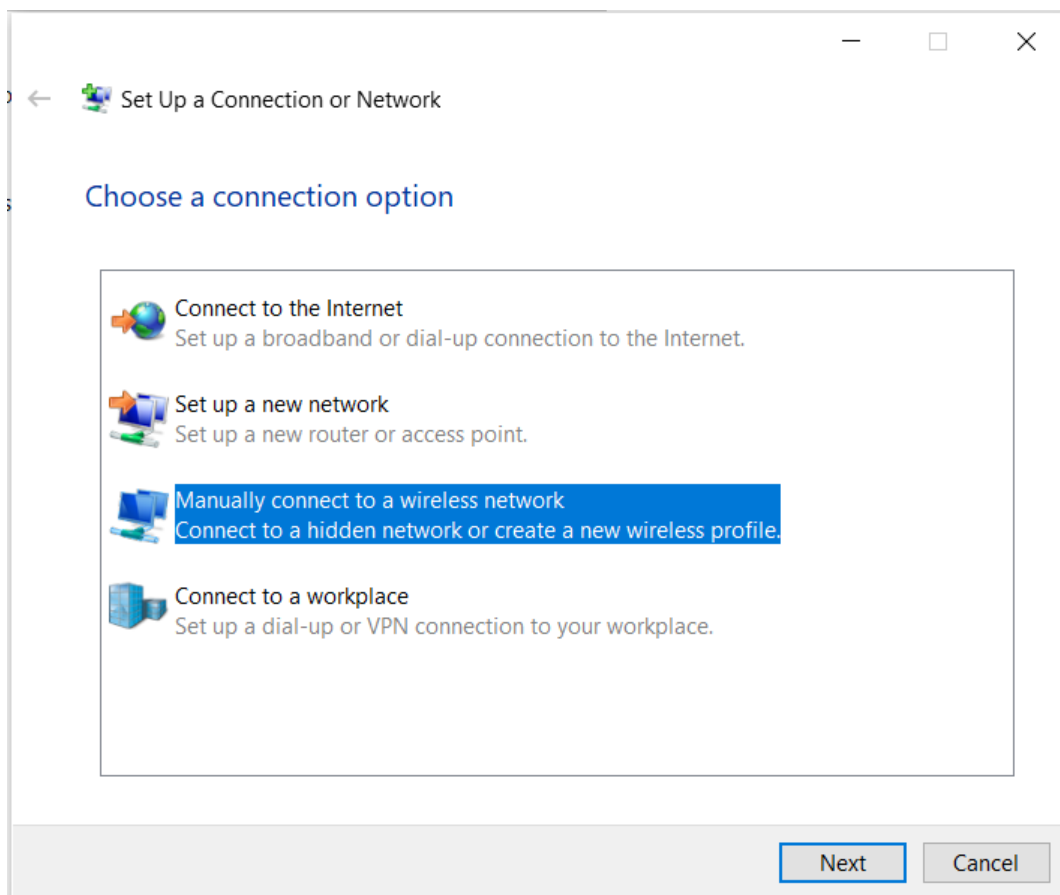 Set Up a Connection or Network
Choose a connection option
Connect to the Internet
Set up a broadband or dial-up connection to the Internet.
Set up a new network
Set up a new router or access point.
Manually connect to a wireless network
Connect to a hidden network or create a new wireless profile.
Connect to a workplace
Set up a dial-up or VPN connection to your workplace.
Next Cancel